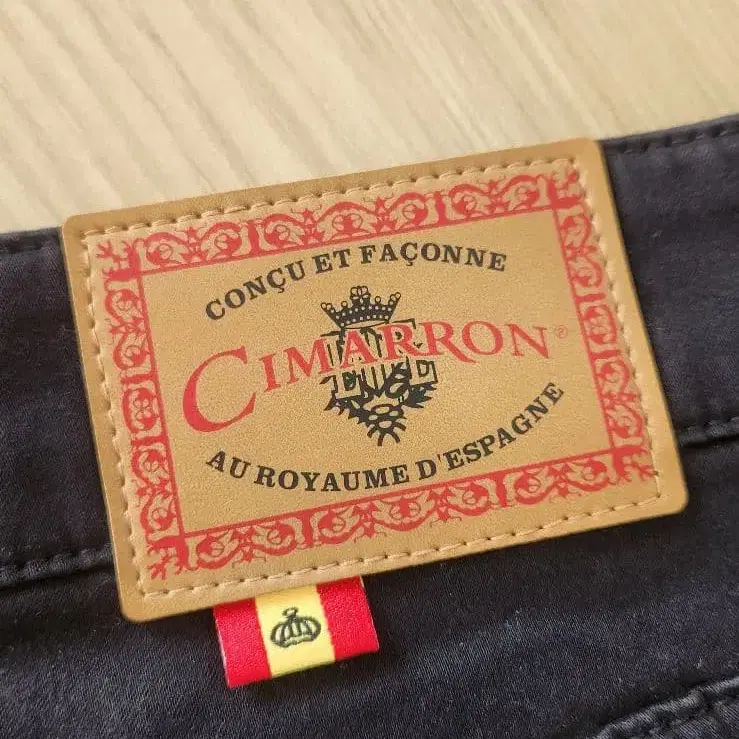 CONÇU ET FAÇONNE
CIMARRON®
AU ROYAUME D'ESPAGNE